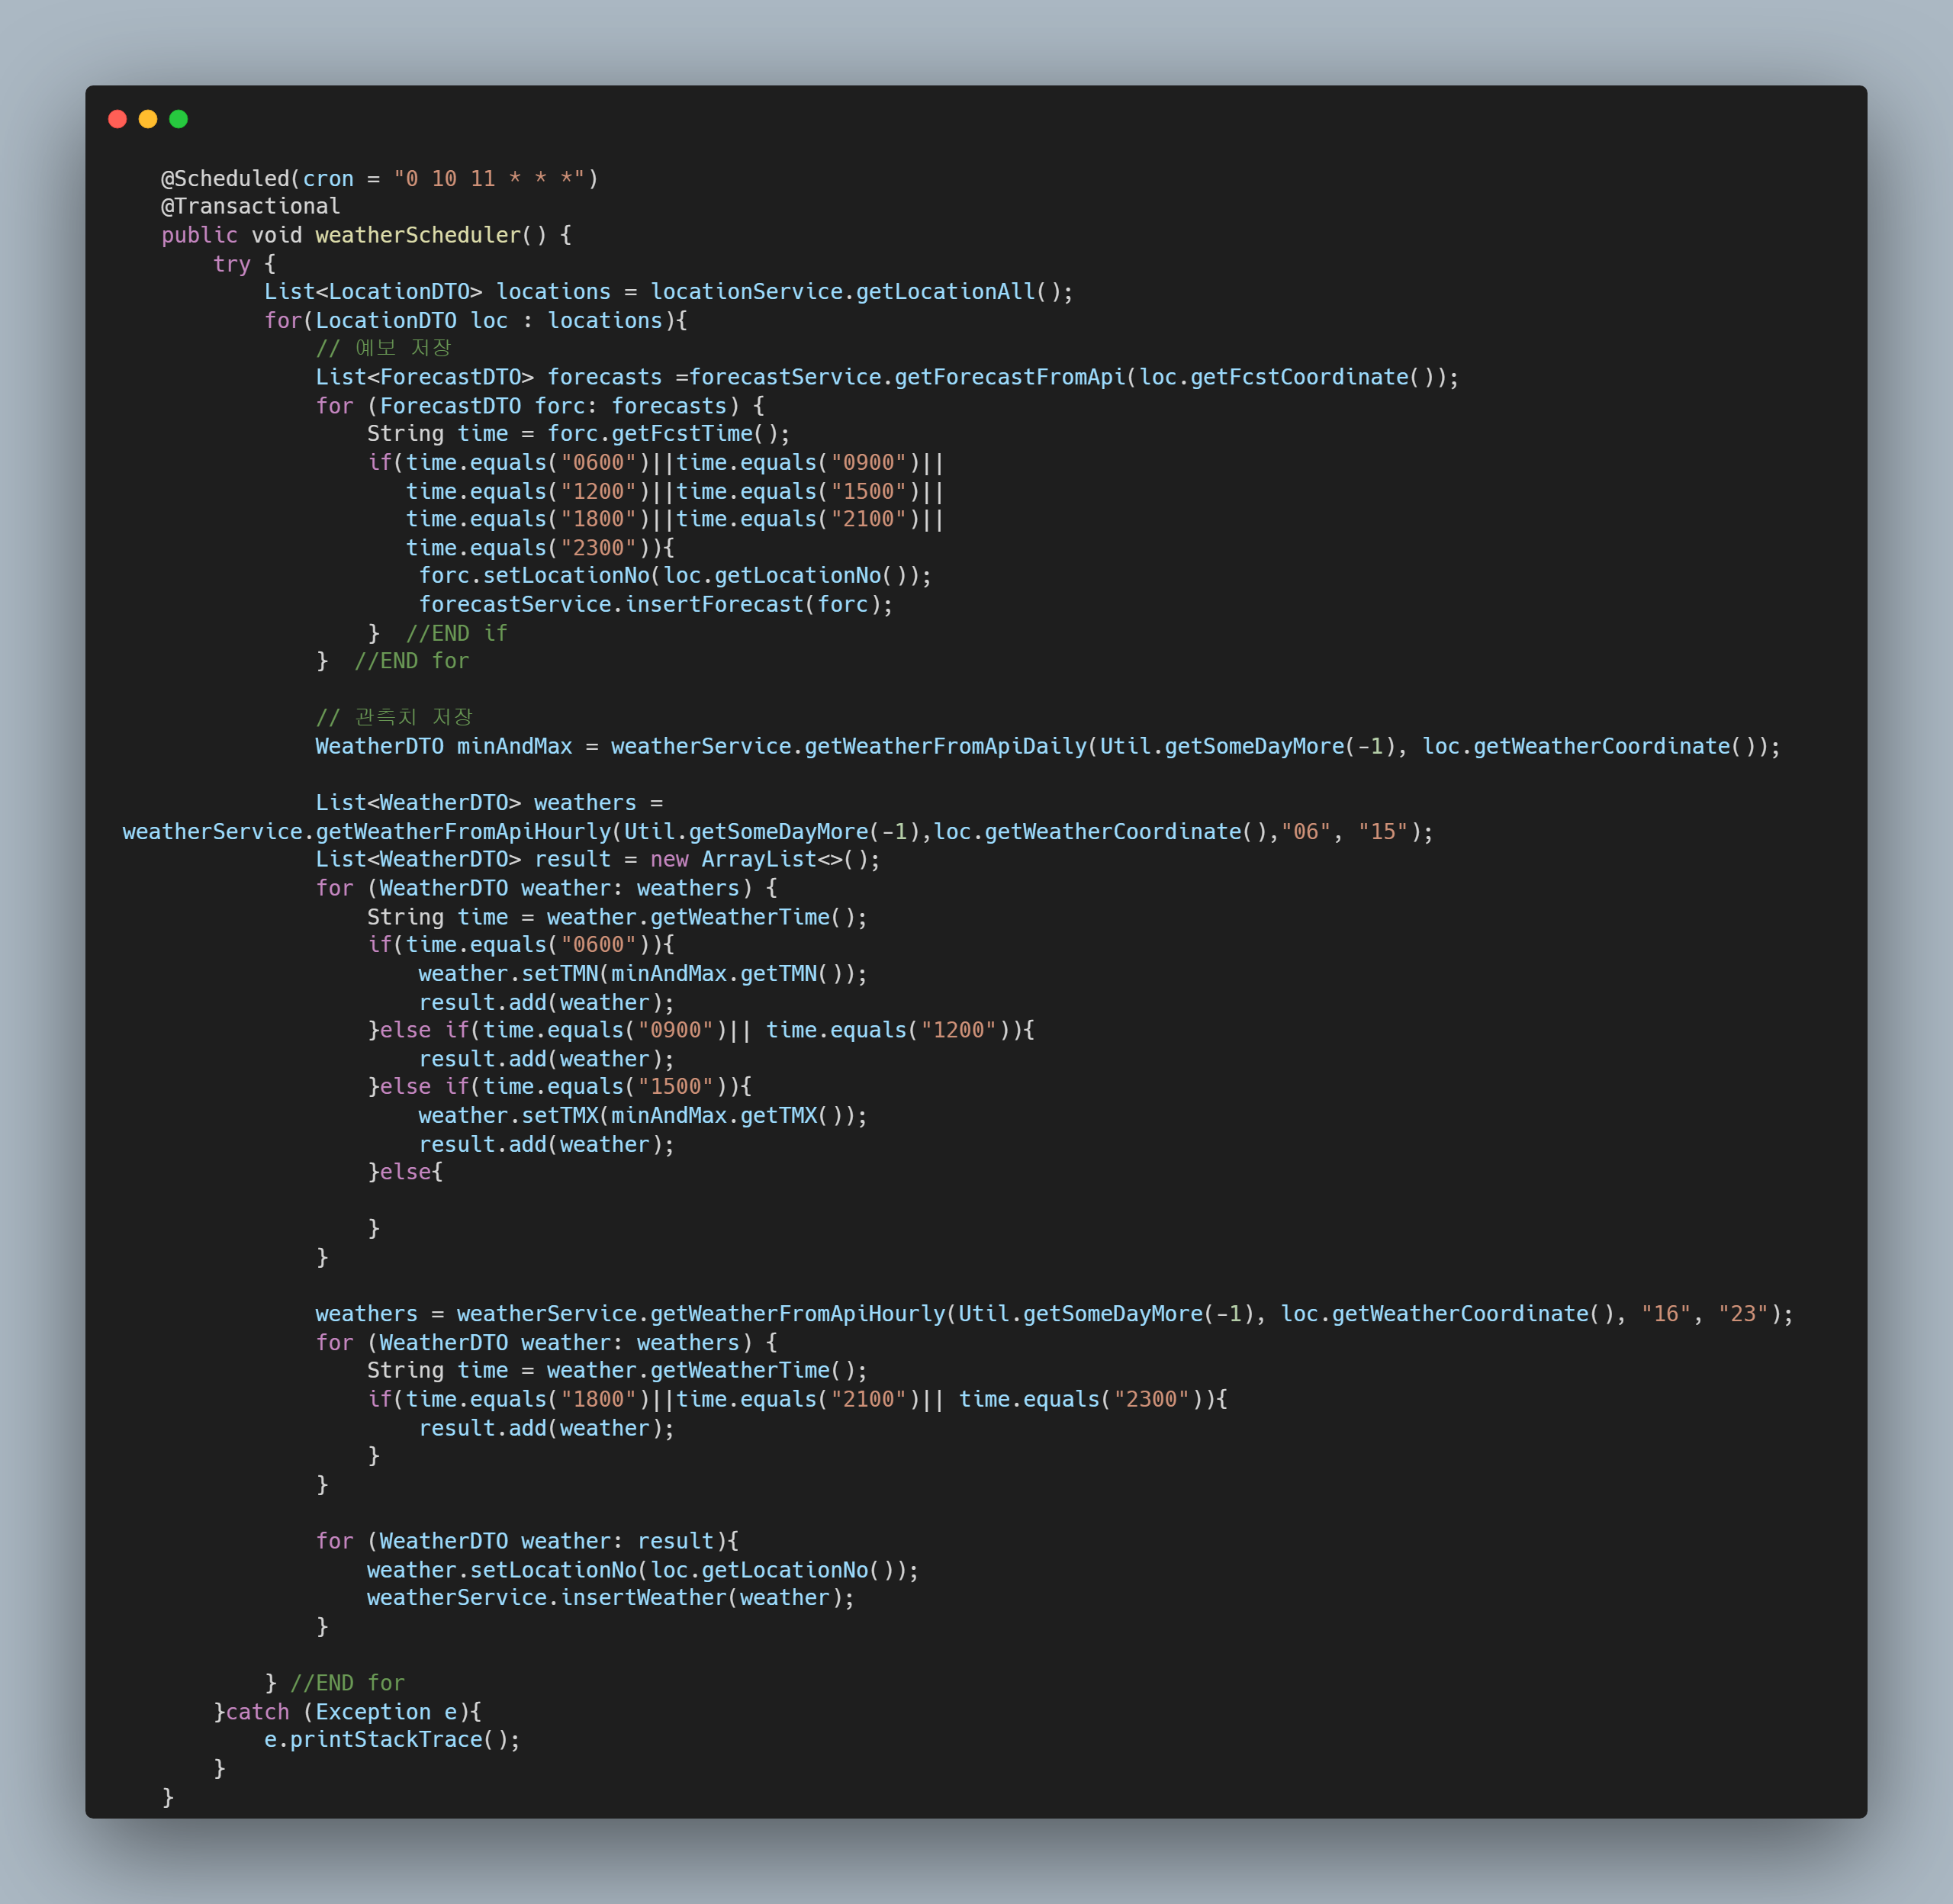 @Scheduled(cron = "0 10 11 * * *")
@Transactional
public void weatherScheduler() {
try {
List<LocationDTO> locations = locationService.getLocationAll();
for(LocationDTO loc : locations){
// 예보 저장
List<ForecastDTO> forecasts =forecastService.getForecastFromApi(loc.getFcstCoordinate());
for (ForecastDTO forc: forecasts) {
String time = forc.getFcstTime();
if(time.equals("0600")||time.equals("0900")||
time.equals("1200")||time.equals("1500")||
time.equals("1800")||time.equals("2100")||
time.equals("2300")){
forc.setLocationNo(loc.getLocationNo());
forecastService.insertForecast(forc);
}  //END if
}  //END for
// 관측치 저장
WeatherDTO minAndMax = weatherService.getWeatherFromApiDaily(Util.getSomeDayMore(-1), loc.getWeatherCoordinate());
List<WeatherDTO> weathers =
weatherService.getWeatherFromApiHourly(Util.getSomeDayMore(-1),loc.getWeatherCoordinate(),"06", "15");
List<WeatherDTO> result = new ArrayList<>();
for (WeatherDTO weather: weathers) {
String time = weather.getWeatherTime();
if(time.equals("0600")){
weather.setTMN(minAndMax.getTMN());
result.add(weather);
}else if(time.equals("0900")|| time.equals("1200")){
result.add(weather);
}else if(time.equals("1500")){
weather.setTMX(minAndMax.getTMX());
result.add(weather);
}else{
}
}
weathers = weatherService.getWeatherFromApiHourly(Util.getSomeDayMore(-1), loc.getWeatherCoordinate(), "16", "23");
for (WeatherDTO weather: weathers) {
String time = weather.getWeatherTime();
if(time.equals("1800")||time.equals("2100")|| time.equals("2300")){
result.add(weather);
}
}
for (WeatherDTO weather: result){
weather.setLocationNo(loc.getLocationNo());
weatherService.insertWeather(weather);
}
} //END for
}catch (Exception e){
e.printStackTrace();
}
}